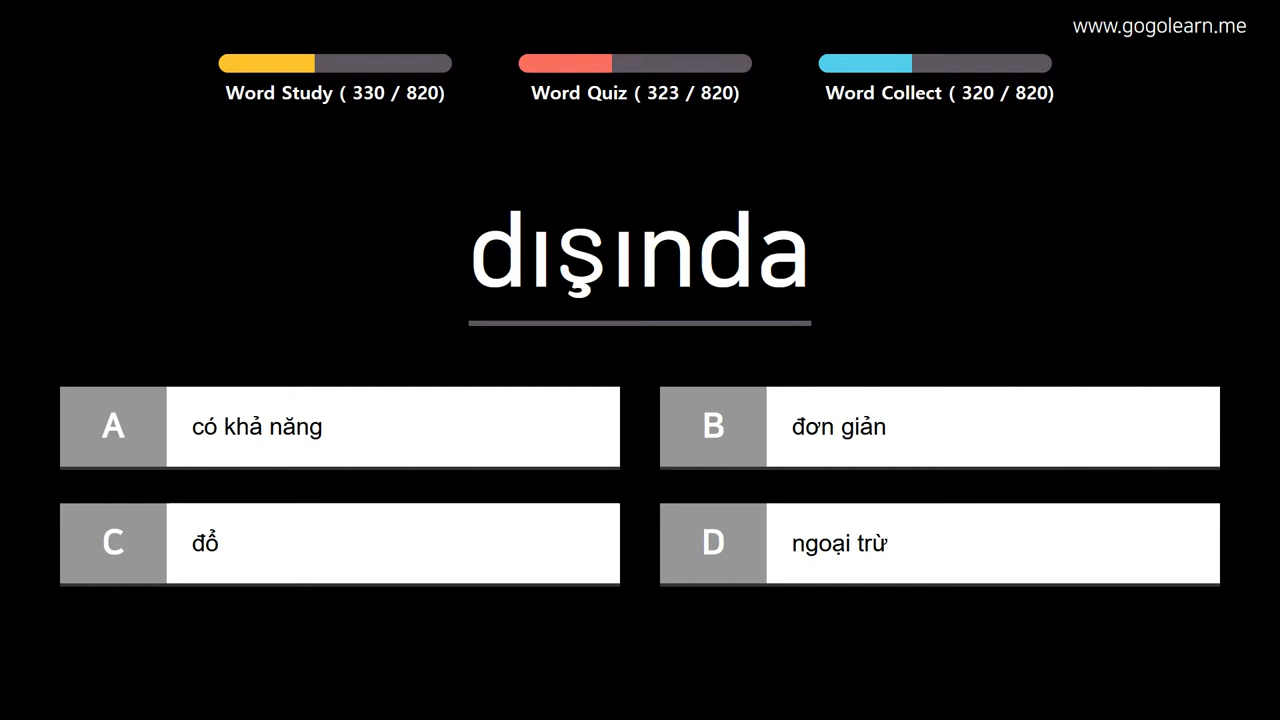 www.gogolearn.me
Word Study ( 330 / 820)
Word Quiz ( 323 / 820)
Word Collect ( 320 / 820)
dışında
A
có khả năng
B
đơn giản
C
đổ
D
ngoại trừ